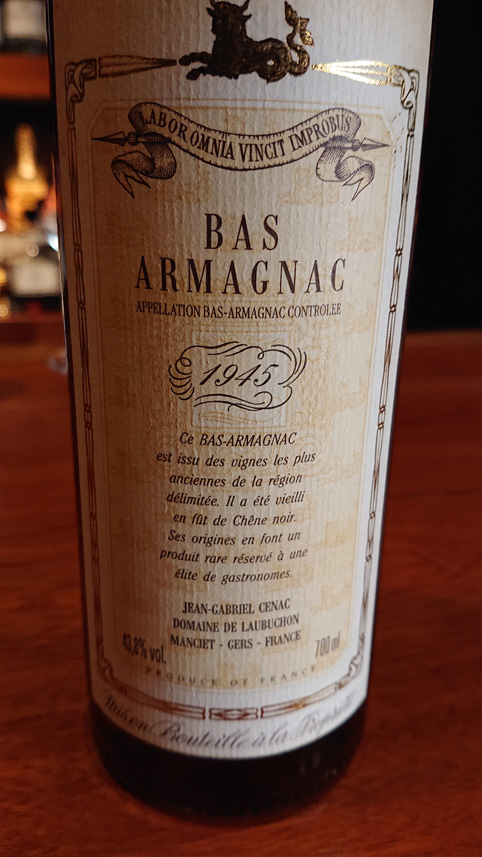 LABOR OMNIA VINCIT IMPROBUS
BAS
ARMAGNAC
APPELLATION BAS-ARMAGNAC CONTROLEE
1945
Ce BAS-ARMAGNAC
est issu des vignes les plus
anciennes de la région
délimitée. Il a été vieilli
en fût de Chêne noir.
Ses origines en font un
produit rare réservé à une
élite de gastronomes.
JEAN-GABRIEL CENAC
DOMAINE DE LAUBUCHON
MANCIET - GERS - FRANCE
43,8% vol.
700 ml
PRODUCE OF FRANCE
Mis en Bouteille à la Propriété